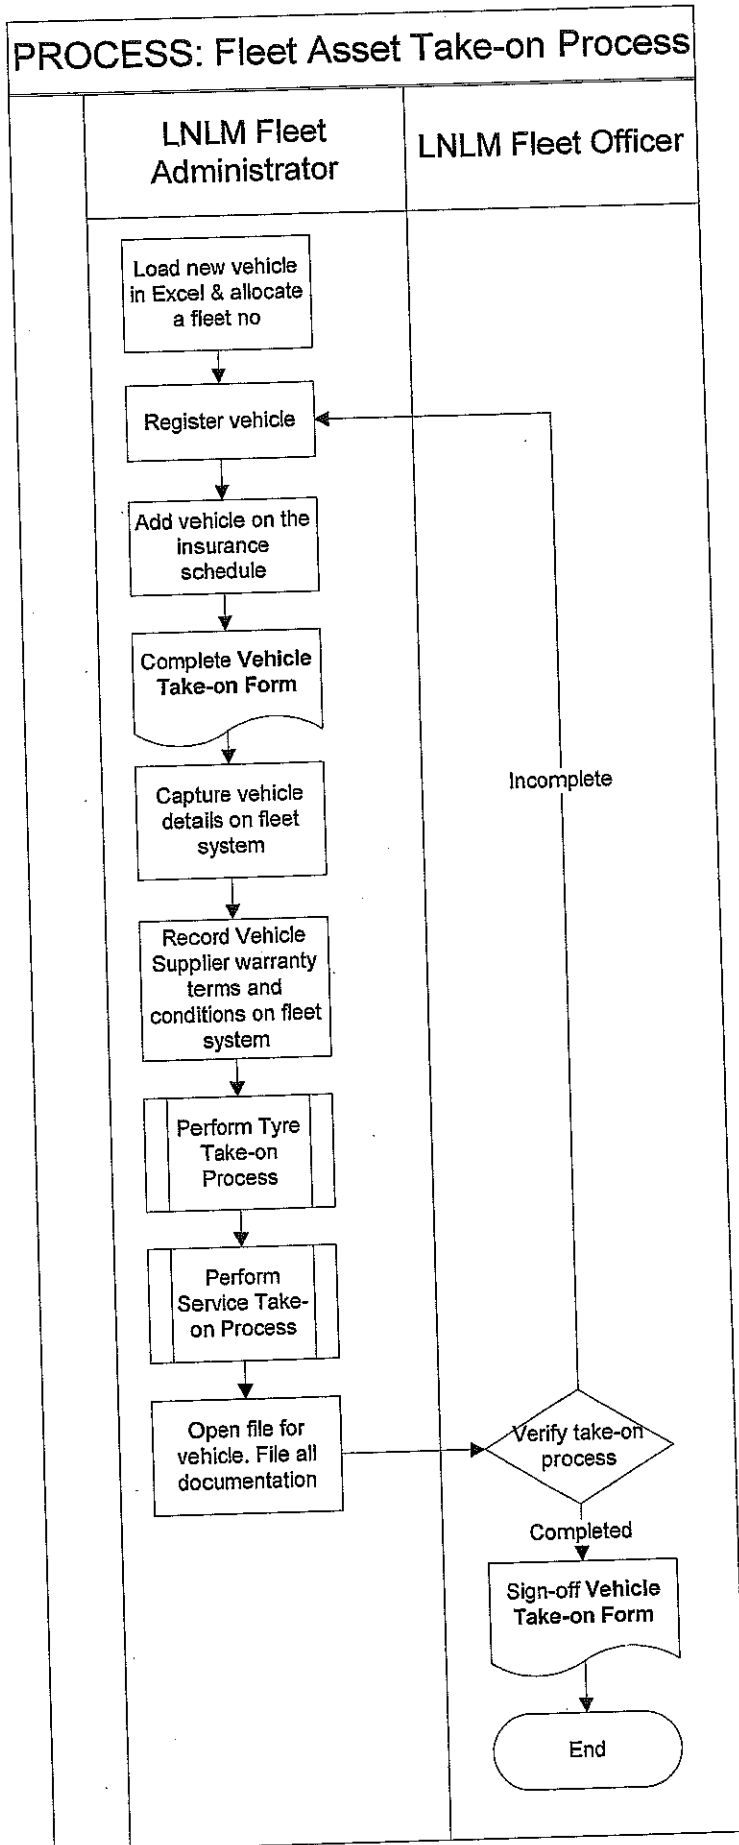 PROCESS: Fleet Asset Take-on Process
LNLM Fleet
Administrator
LNLM Fleet Officer
Load new vehicle
in Excel & allocate
a fleet no
Register vehicle
Add vehicle on the
insurance
schedule
Complete Vehicle
Take-on Form
Capture vehicle
details on fleet
system
Incomplete
Record Vehicle
Supplier warranty
terms and
conditions on fleet
system
Perform Tyre
Take-on
Process
Perform
Service Take-
on Process
Open file for
vehicle. File all
documentation
Verify take-on
process
Completed
Sign-off Vehicle
Take-on Form
End